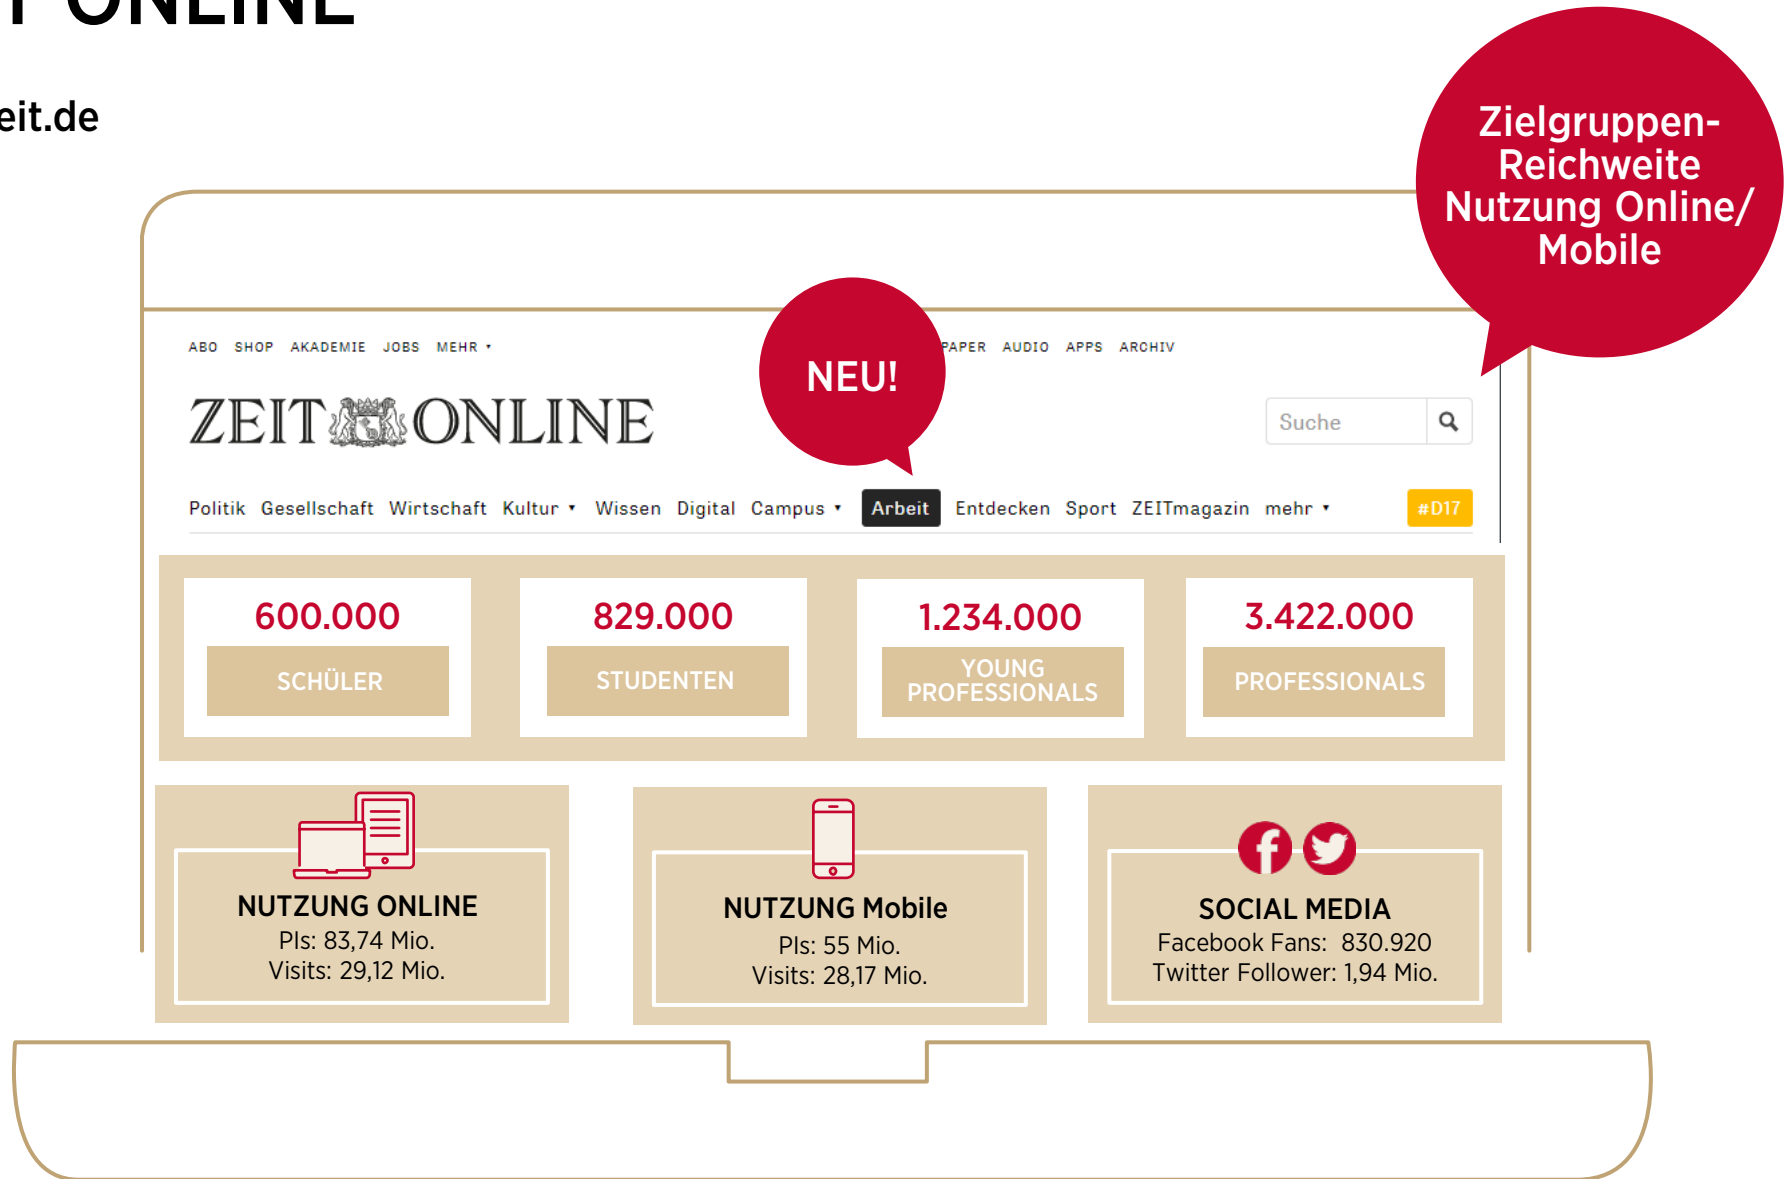 T ONLINE
eit.de
Zielgruppen-
Reichweite
Nutzung Online/
Mobile
ABO SHOP AKADEMIE JOBS MEHR
PAPER AUDIO APPS ARCHIV
NEU!
ZEIT ONLINE
Suche
Politik Gesellschaft Wirtschaft Kultur Wissen Digital Campus Arbeit Entdecken Sport ZEITmagazin mehr #D17
600.000
SCHÜLER
829.000
STUDENTEN
1.234.000
YOUNG
PROFESSIONALS
3.422.000
PROFESSIONALS
NUTZUNG ONLINE
PIs: 83,74 Mio.
Visits: 29,12 Mio.
NUTZUNG Mobile
PIs: 55 Mio.
Visits: 28,17 Mio.
SOCIAL MEDIA
Facebook Fans: 830.920
Twitter Follower: 1,94 Mio.